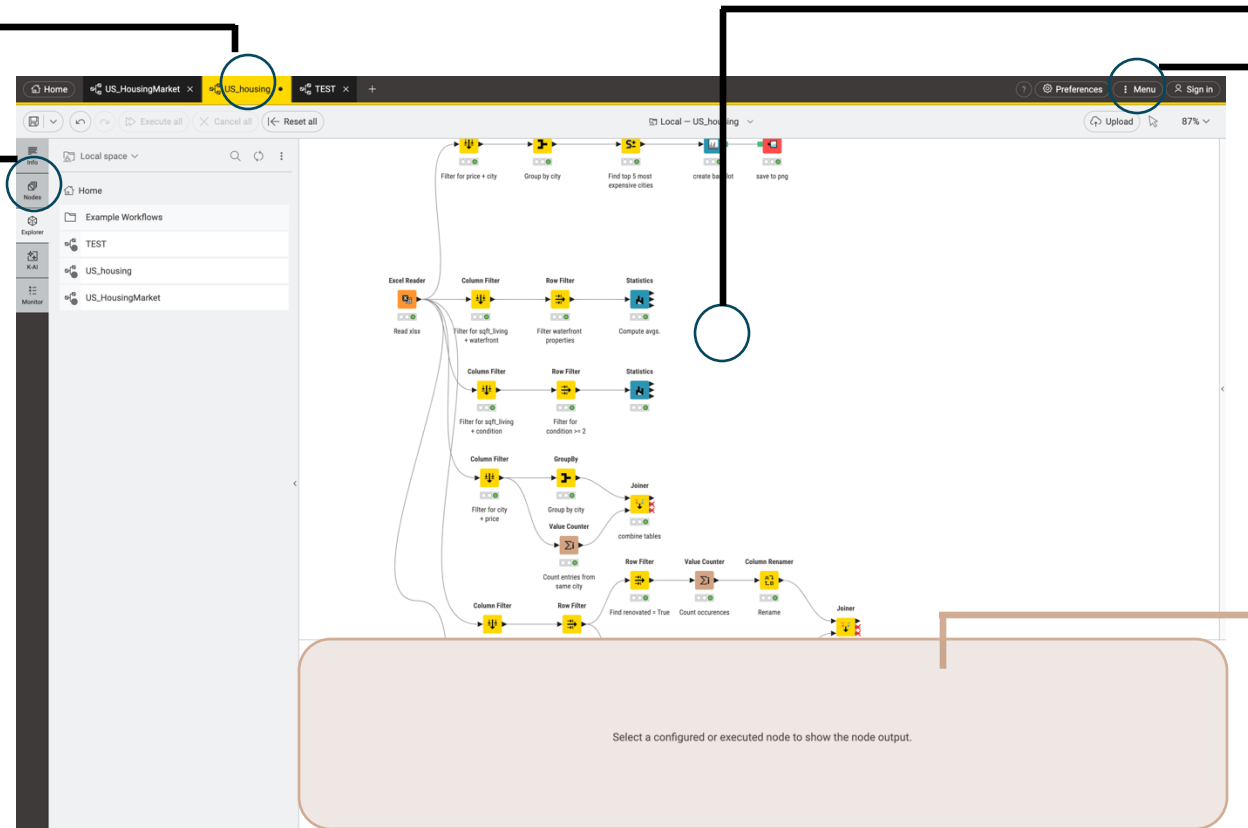 Home
US_HousingMarket
US_housing
TEST
?
Preferences
Menu
Sign in
Execute all
Cancel all
Reset all
Local – US_housing
Upload
87%
Info
Nodes
Explorer
K-AI
Monitor
Local space
Home
Example Workflows
TEST
US_housing
US_HousingMarket
Filter for price + city
Group by city
Find top 5 most
expensive cities
save to png
Excel Reader
Read xlsx
Column Filter
Filter for sqft_living
+ waterfront
Row Filter
Filter waterfront
properties
Statistics
Compute avgs.
Column Filter
Filter for sqft_living
+ condition
Row Filter
Filter for
condition >= 2
Statistics
Column Filter
Filter for city
+ price
GroupBy
Group by city
Value Counter
Count entries from
same city
Joiner
combine tables
Row Filter
Find renovated = True
Value Counter
Count occurences
Column Renamer
Rename
Column Filter
Row Filter
Joiner
Select a configured or executed node to show the node output.